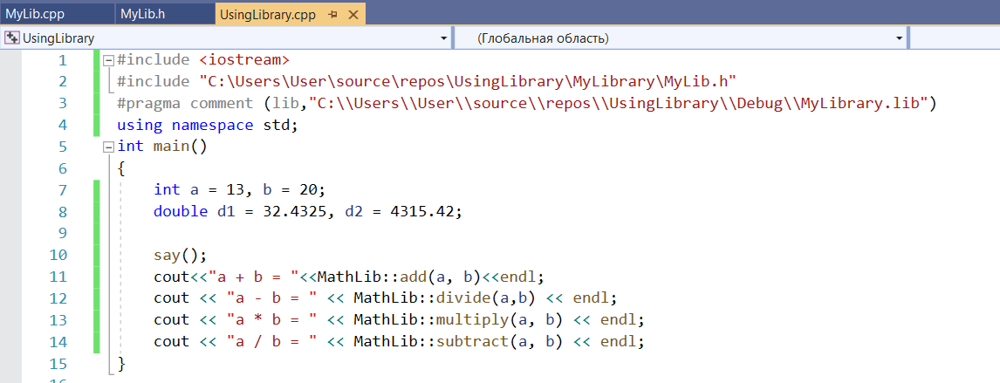 MyLib.cpp MyLib.h UsingLibrary.cpp
UsingLibrary (Глобальная область)
1 #include <iostream>
2 #include "C:\Users\User\source\repos\UsingLibrary\MyLibrary\MyLib.h"
3 #pragma comment (lib,"C:\\Users\\User\\source\\repos\\UsingLibrary\\Debug\\MyLibrary.lib")
4 using namespace std;
5 int main()
6 {
7 int a = 13, b = 20;
8 double d1 = 32.4325, d2 = 4315.42;
9
10 say();
11 cout<<"a + b = "<<MathLib::add(a, b)<<endl;
12 cout << "a - b = " << MathLib::divide(a,b) << endl;
13 cout << "a * b = " << MathLib::multiply(a, b) << endl;
14 cout << "a / b = " << MathLib::subtract(a, b) << endl;
15 }